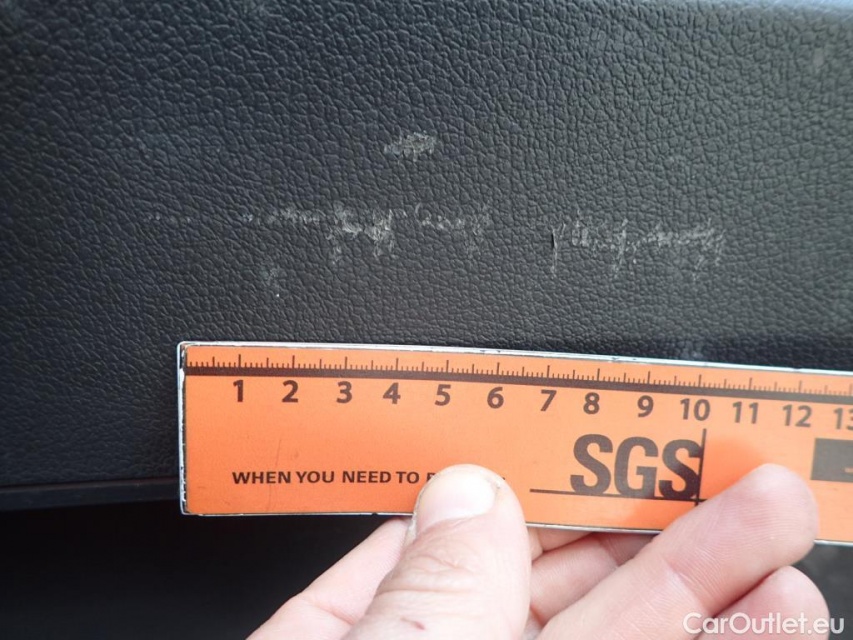 1 2 3 4 5 6 7 8 9 10 11 12 13
SGS
WHEN YOU NEED TO
CarOutlet.eu